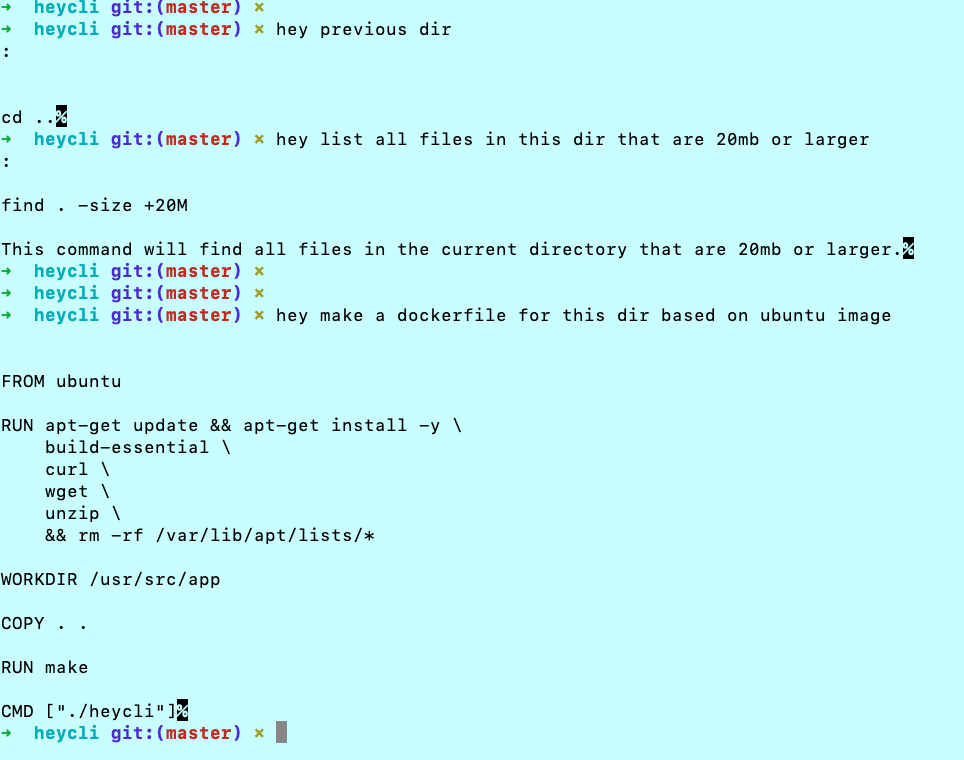 ➜  heycli git:(master) ×
➜  heycli git:(master) × hey previous dir
:
cd ..%
➜  heycli git:(master) × hey list all files in this dir that are 20mb or larger
:
find . -size +20M
This command will find all files in the current directory that are 20mb or larger.%
➜  heycli git:(master) ×
➜  heycli git:(master) ×
➜  heycli git:(master) × hey make a dockerfile for this dir based on ubuntu image
FROM ubuntu
RUN apt-get update && apt-get install -y \
    build-essential \
    curl \
    wget \
    unzip \
    && rm -rf /var/lib/apt/lists/*
WORKDIR /usr/src/app
COPY . .
RUN make
CMD ["./heycli"]%
➜  heycli git:(master) ×